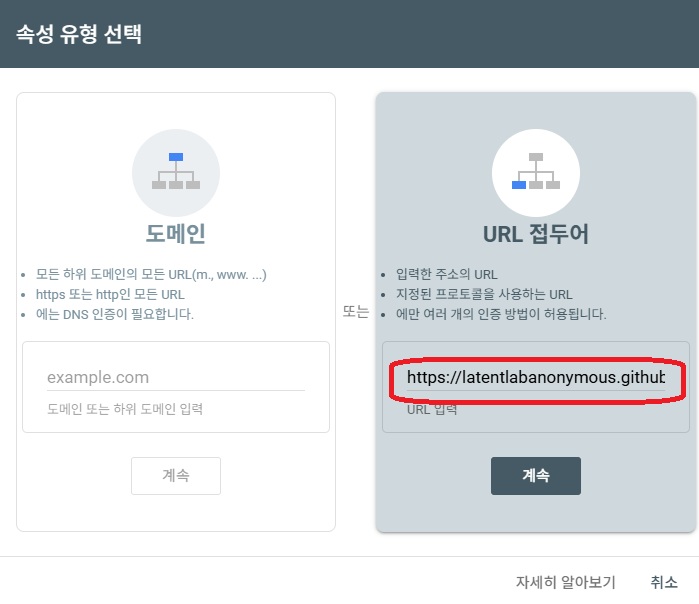 속성 유형 선택
도메인
모든 하위 도메인의 모든 URL(m., www. ...)
https 또는 http인 모든 URL
에는 DNS 인증이 필요합니다.
example.com
도메인 또는 하위 도메인 입력
계속
또는
URL 접두어
입력한 주소의 URL
지정된 프로토콜을 사용하는 URL
에만 여러 개의 인증 방법이 허용됩니다.
https://latentlabanonymous.github
URL 입력
계속
자세히 알아보기
취소